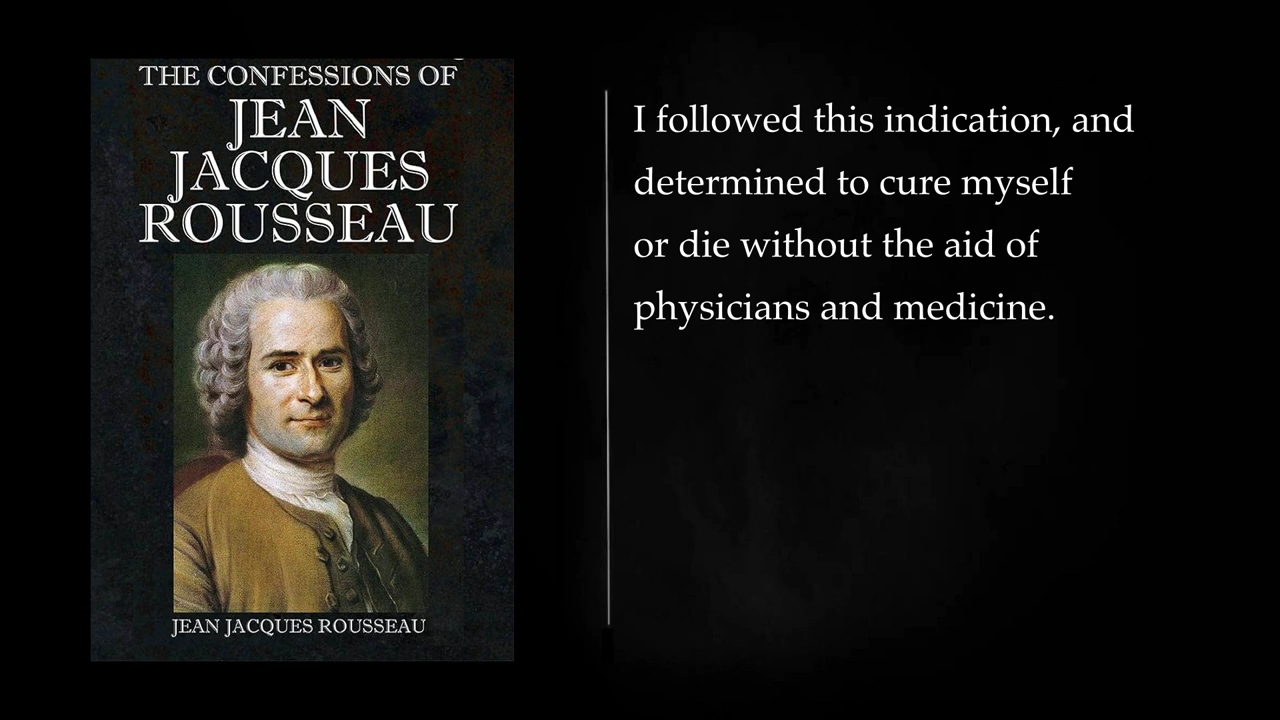 THE CONFESSIONS OF
JEAN
JACQUES
ROUSSEAU
JEAN JACQUES ROUSSEAU
I followed this indication, and
determined to cure myself
or die without the aid of
physicians and medicine.